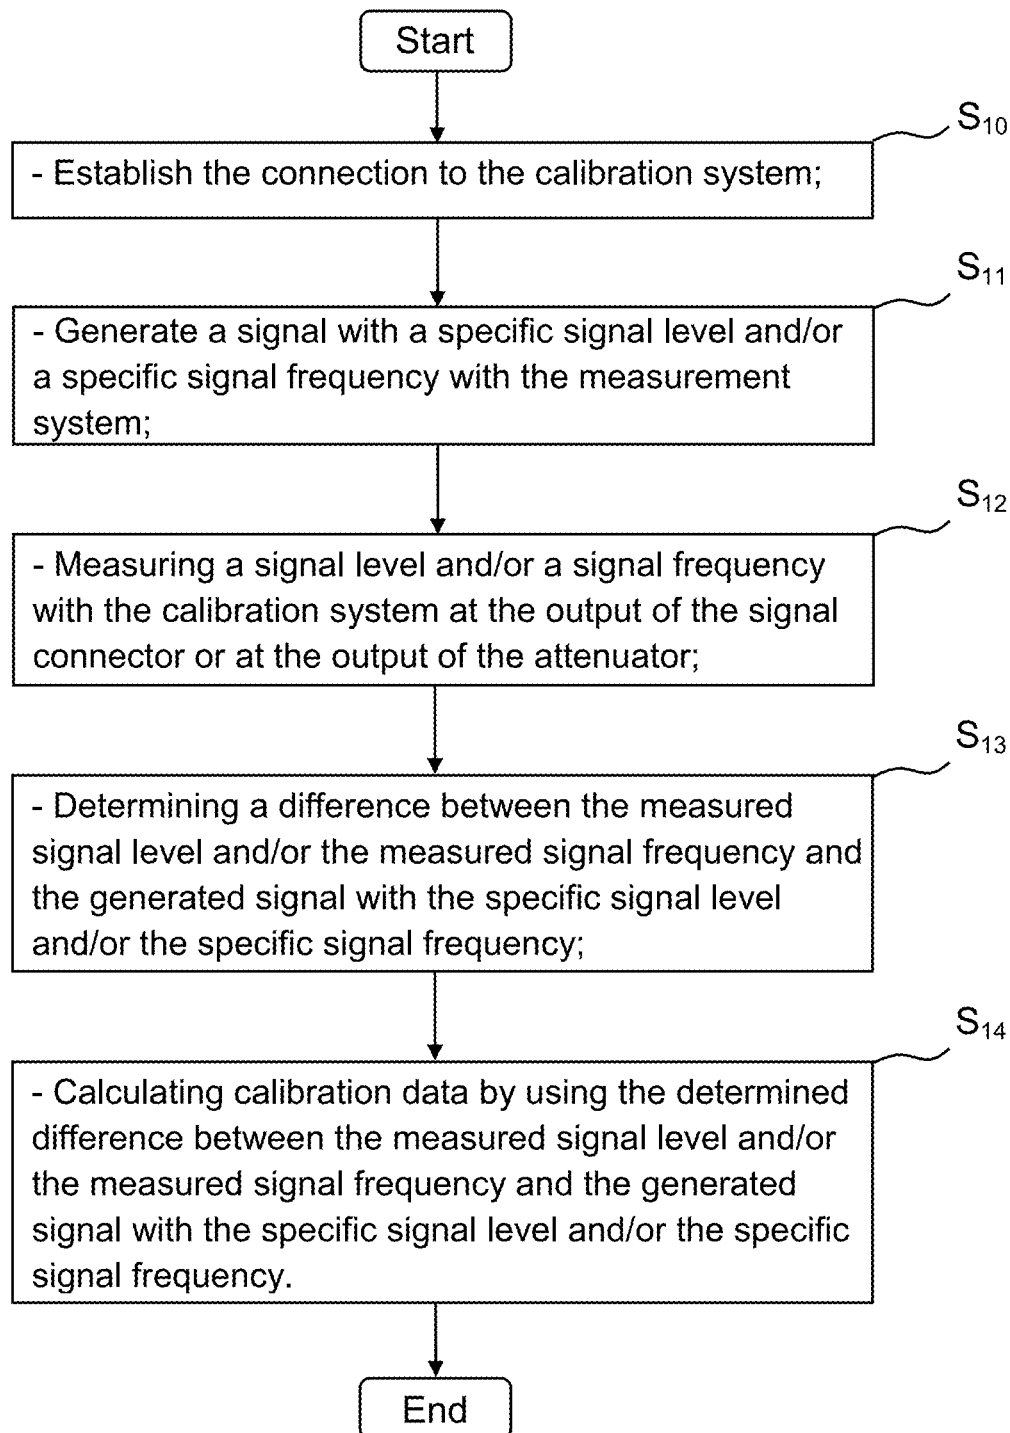 Start
S10
- Establish the connection to the calibration system;
S11
- Generate a signal with a specific signal level and/or
a specific signal frequency with the measurement
system;
S12
- Measuring a signal level and/or a signal frequency
with the calibration system at the output of the signal
connector or at the output of the attenuator;
S13
- Determining a difference between the measured
signal level and/or the measured signal frequency and
the generated signal with the specific signal level
and/or the specific signal frequency;
S14
- Calculating calibration data by using the determined
difference between the measured signal level and/or
the measured signal frequency and the generated
signal with the specific signal level and/or the specific
signal frequency.
End